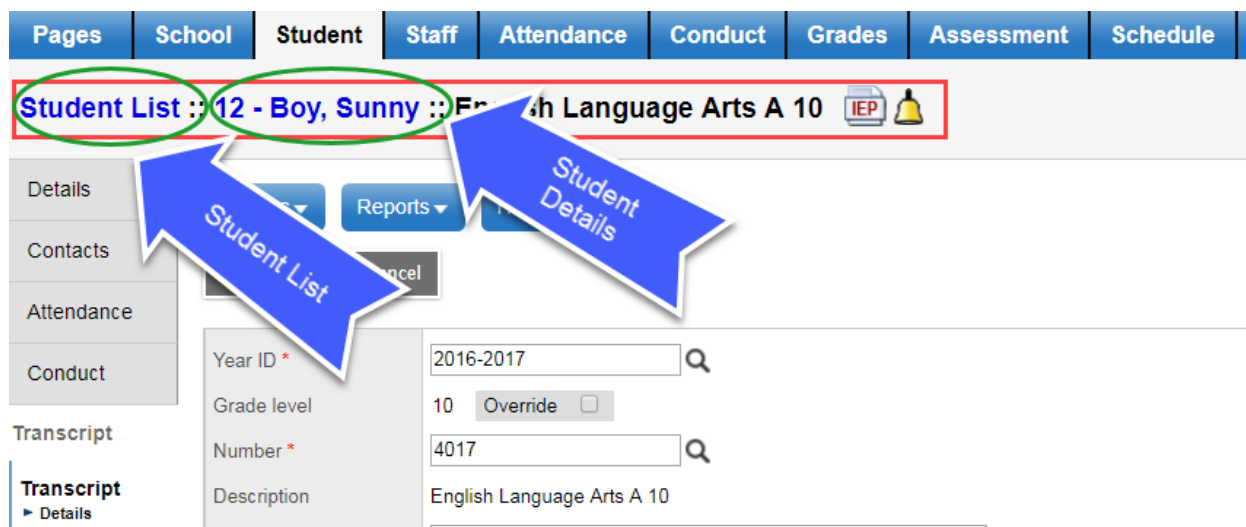 Pages School Student Staff Attendance Conduct Grades Assessment Schedule
Student List :: 12 - Boy, Sunny :: English Language Arts A 10 IEP
Details
Contacts
Attendance
Conduct
Transcript
Transcript
► Details
Reports
Student List
Student
Details
Year ID * 2016-2017
Grade level 10 Override
Number * 4017
Description English Language Arts A 10